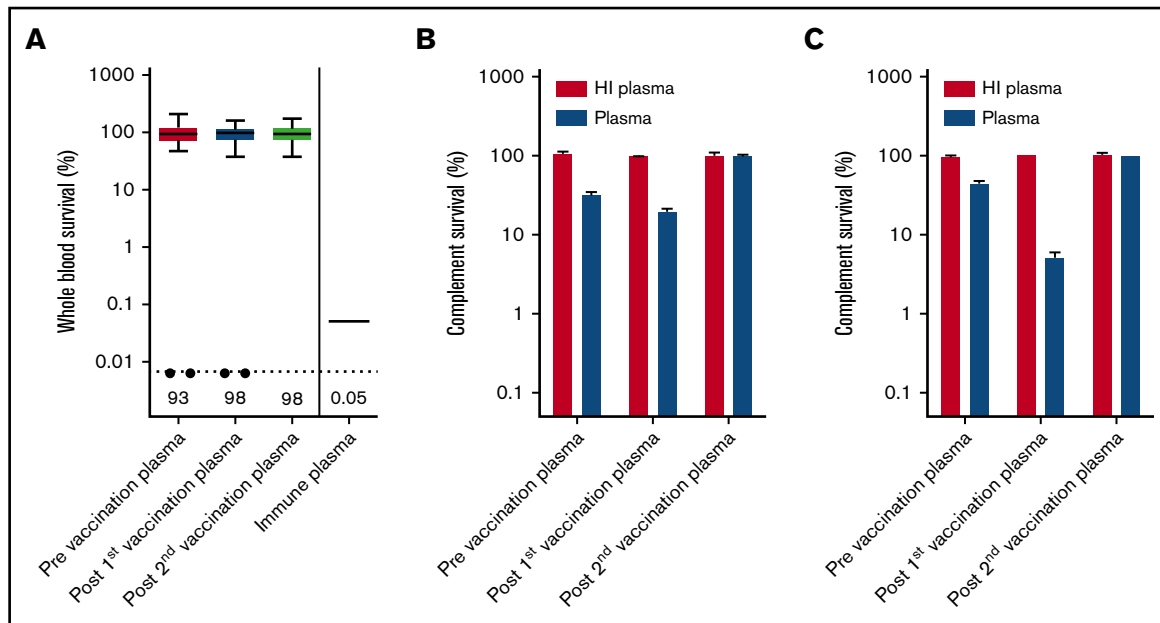 A
Whole blood survival (%)
1000
100
10
1
0.1
0.01
93
98
98
0.05
Pre vaccination plasma
Post 1st vaccination plasma
Post 2nd vaccination plasma
Immune plasma
B
Complement survival (%)
1000
100
10
1
0.1
HI plasma
Plasma
Pre vaccination plasma
Post 1st vaccination plasma
Post 2nd vaccination plasma
C
Complement survival (%)
1000
100
10
1
0.1
HI plasma
Plasma
Pre vaccination plasma
Post 1st vaccination plasma
Post 2nd vaccination plasma